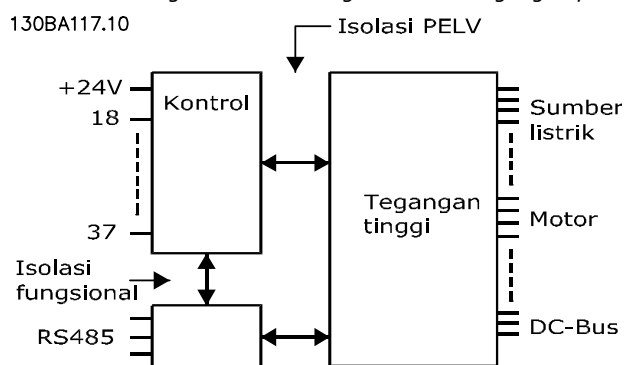 130BA117.10
Isolasi PELV
+24V
Kontrol
18
37
Isolasi
fungsional
RS485
Tegangan
tinggi
Sumber
listrik
Motor
DC-Bus